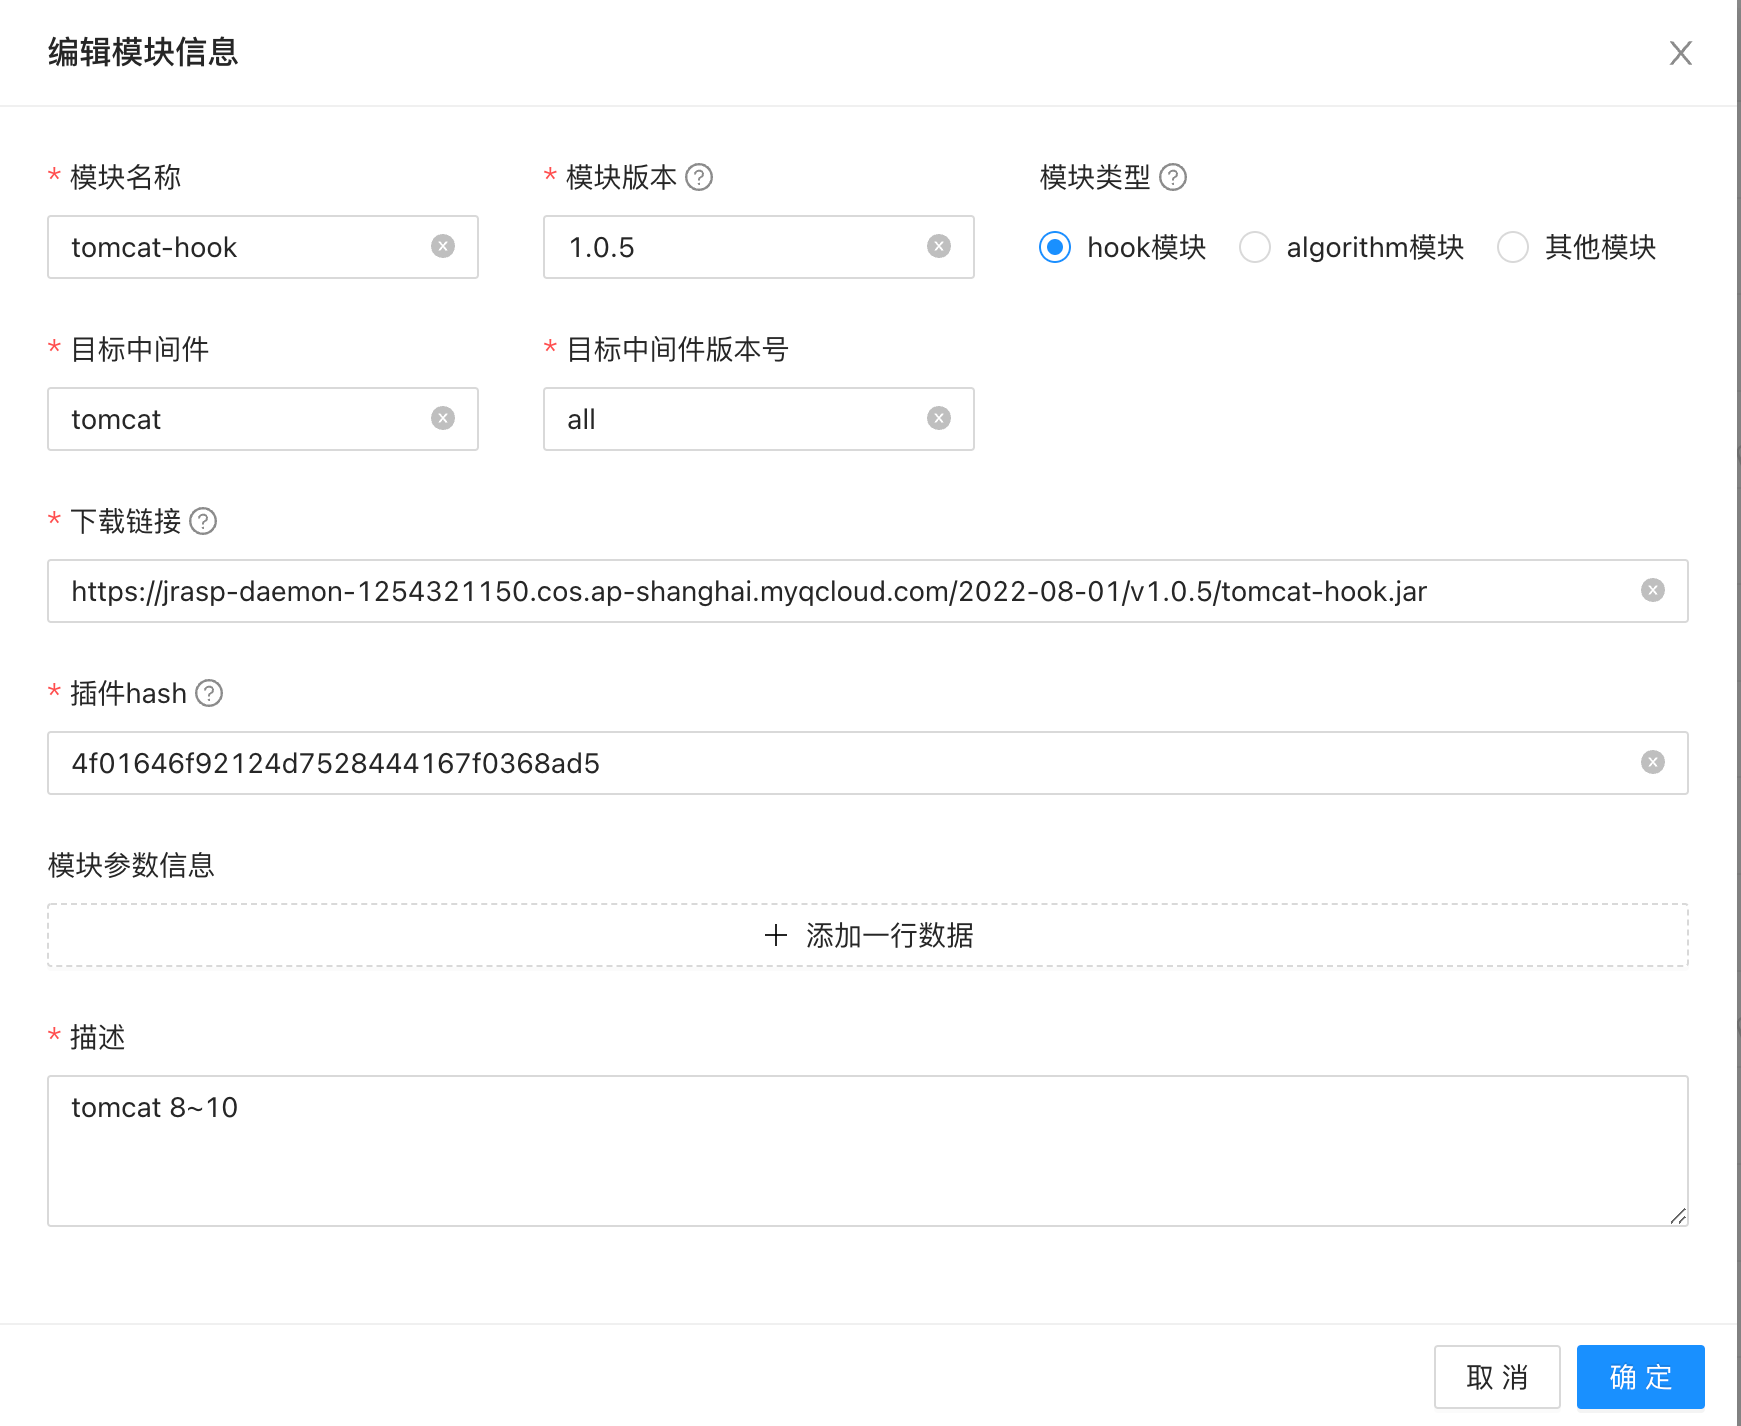 编辑模块信息
* 模块名称
* 模块版本
模块类型
tomcat-hook
1.0.5
hook模块
algorithm模块
其他模块
* 目标中间件
* 目标中间件版本号
tomcat
all
* 下载链接
https://jrasp-daemon-1254321150.cos.ap-shanghai.myqcloud.com/2022-08-01/v1.0.5/tomcat-hook.jar
* 插件hash
4f01646f92124d7528444167f0368ad5
模块参数信息
+ 添加一行数据
* 描述
tomcat 8~10
取 消
确 定